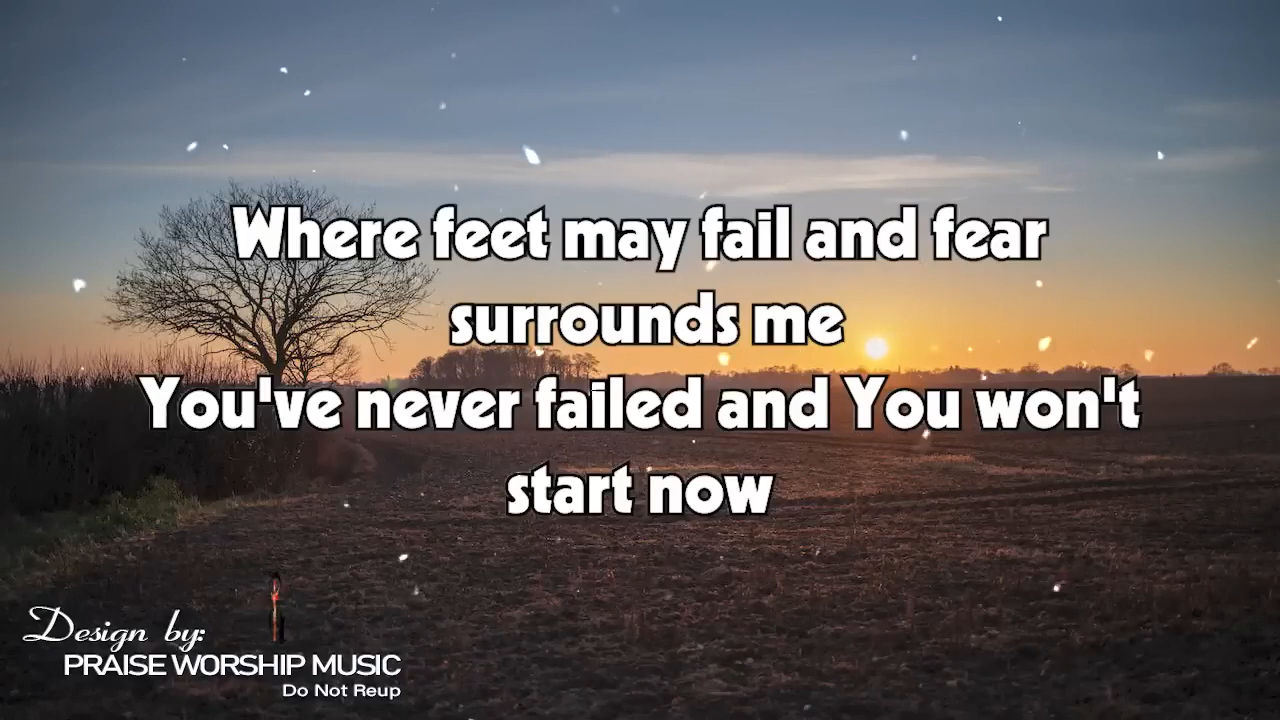 Where feet may fail and fear
surrounds me
You've never failed and You won't
start now
Design by:
PRAISE WORSHIP MUSIC
Do Not Reup